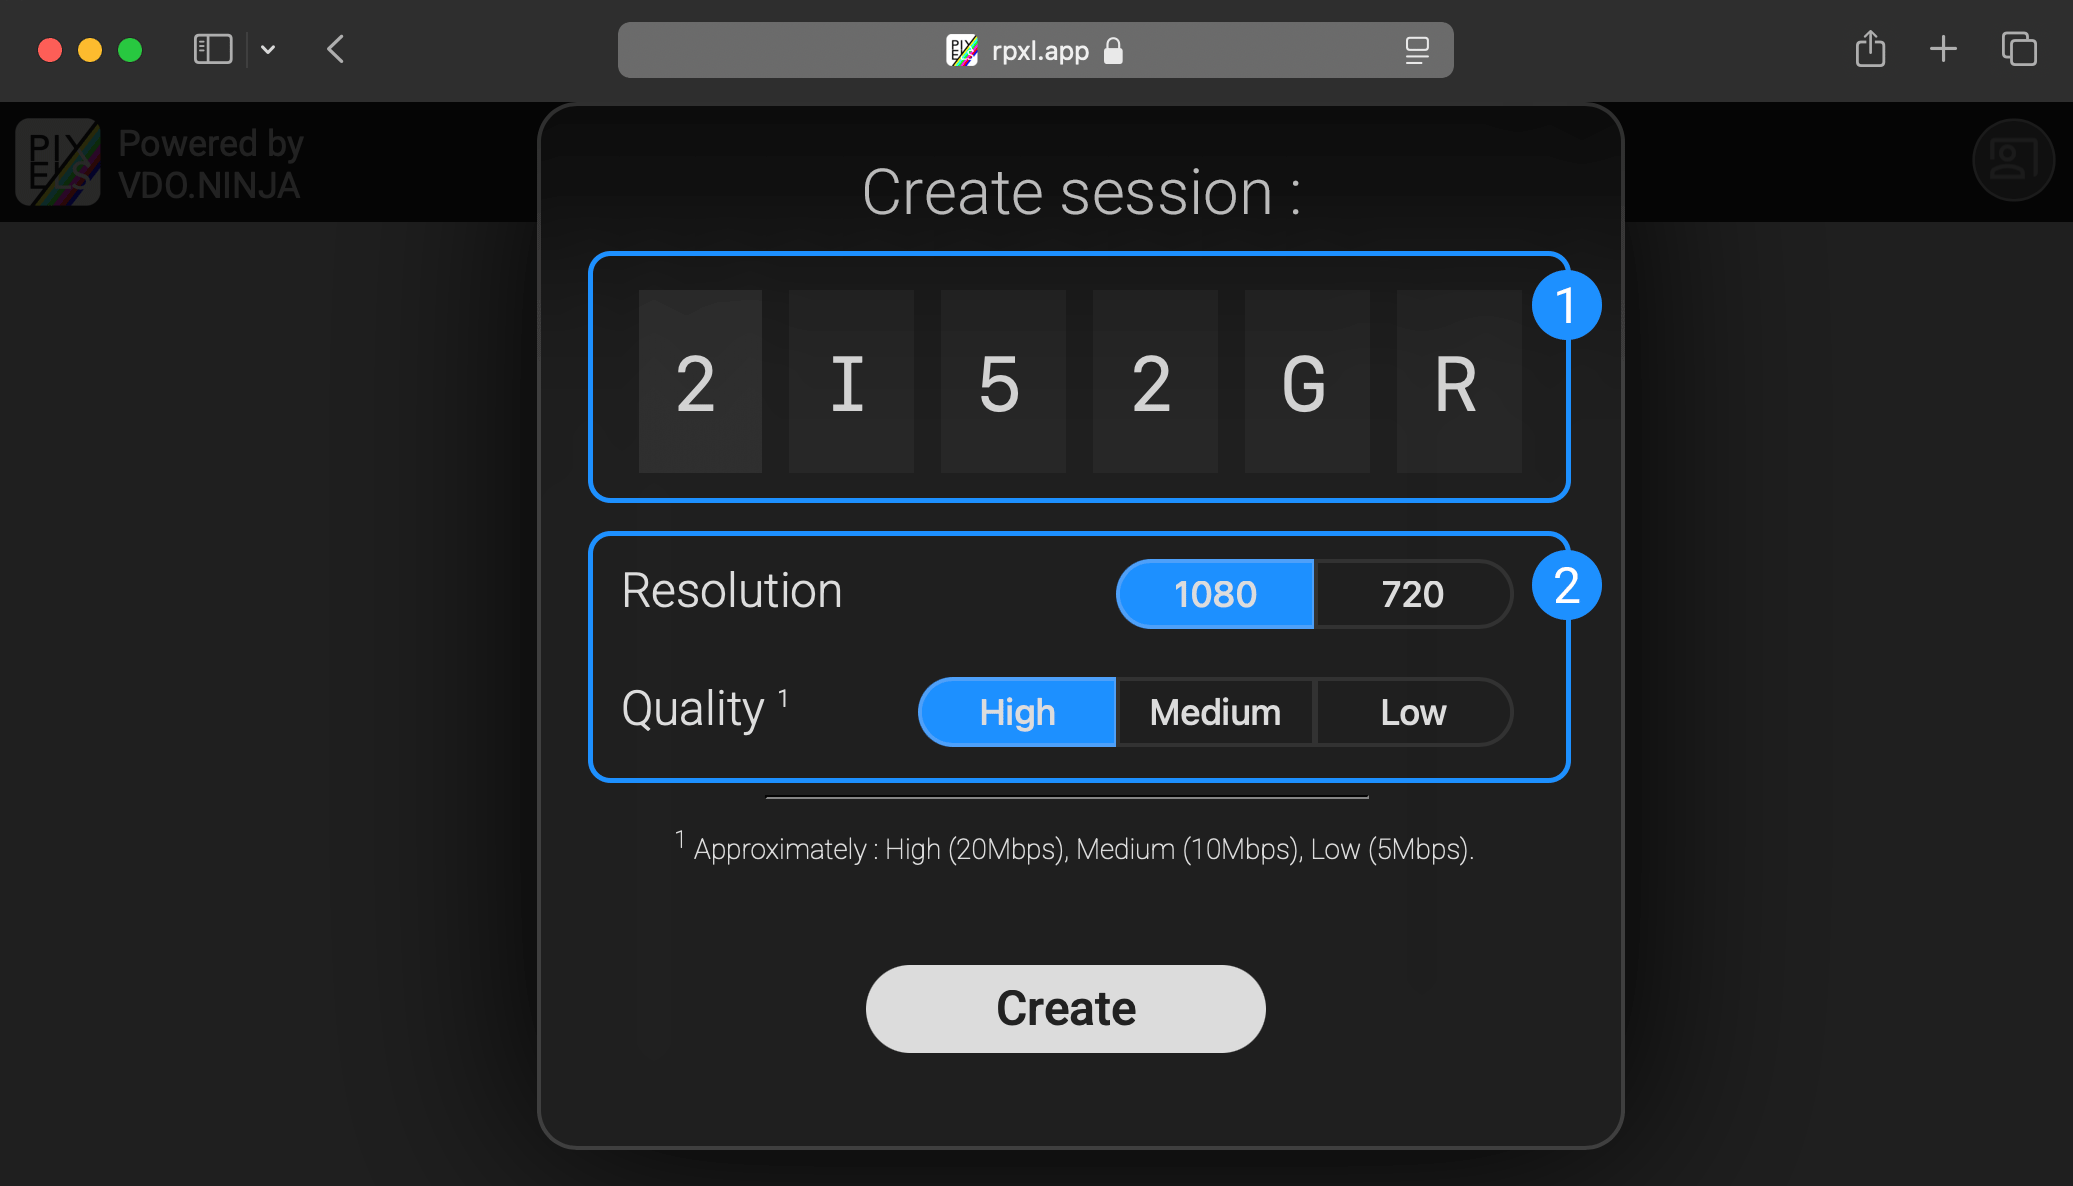 PIXELS rpxl.app
PIX
ELS
Powered by
VDO.NINJA
Create session :
1
2 I 5 2 G R
2
Resolution 1080 720
Quality ¹ High Medium Low
¹ Approximately : High (20Mbps), Medium (10Mbps), Low (5Mbps).
Create